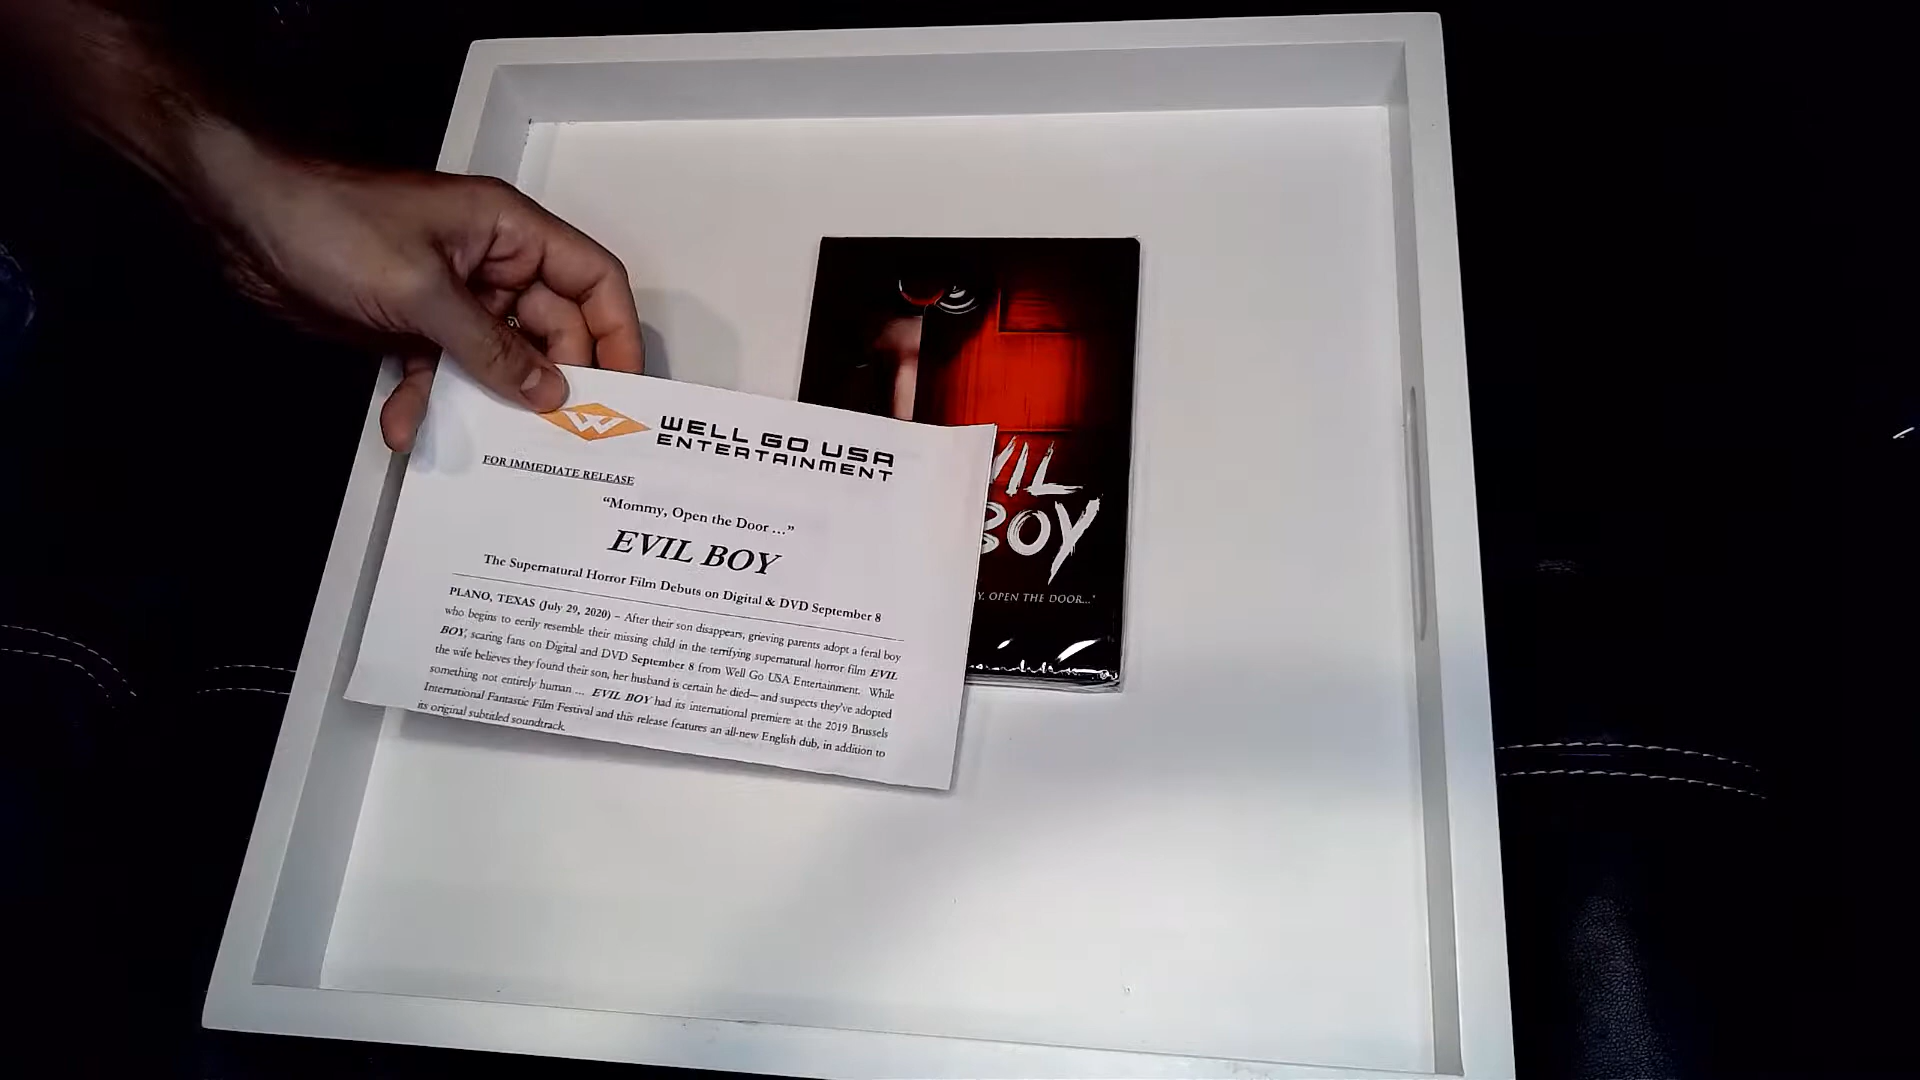 WELL GO USA
ENTERTAINMENT
FOR IMMEDIATE RELEASE
“Mommy, Open the Door ...”
EVIL BOY
The Supernatural Horror Film Debuts on Digital & DVD September 8
PLANO, TEXAS (July 29, 2020) – After their son disappears, grieving parents adopt a feral boy
who begins to eerily resemble their missing child in the terrifying supernatural horror film EVIL
BOY, scaring fans on Digital and DVD September 8 from Well Go USA Entertainment. While
the wife believes they found their son, her husband is certain he died—and suspects they’ve adopted
something not entirely human ... EVIL BOY had its international premiere at the 2019 Brussels
International Fantastic Film Festival and this release features an all-new English dub, in addition to
its original subtitled soundtrack.
VIL
BOY
Y, OPEN THE DOOR..."